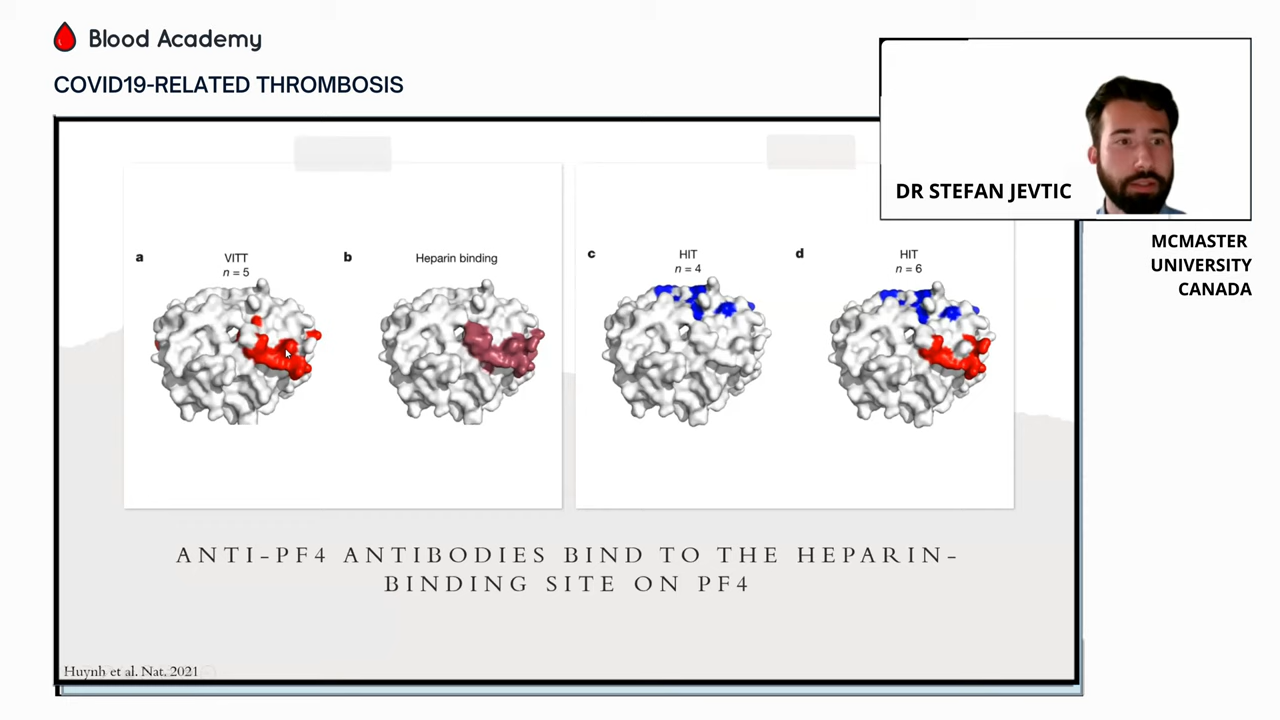 Blood Academy
COVID19-RELATED THROMBOSIS
DR STEFAN JEVTIC
MCMASTER
UNIVERSITY
CANADA
a
VITT
n = 5
b
Heparin binding
c
HIT
n = 4
d
HIT
n = 6
ANTI-PF4 ANTIBODIES BIND TO THE HEPARIN-
BINDING SITE ON PF4
Huynh et al. Nat. 2021